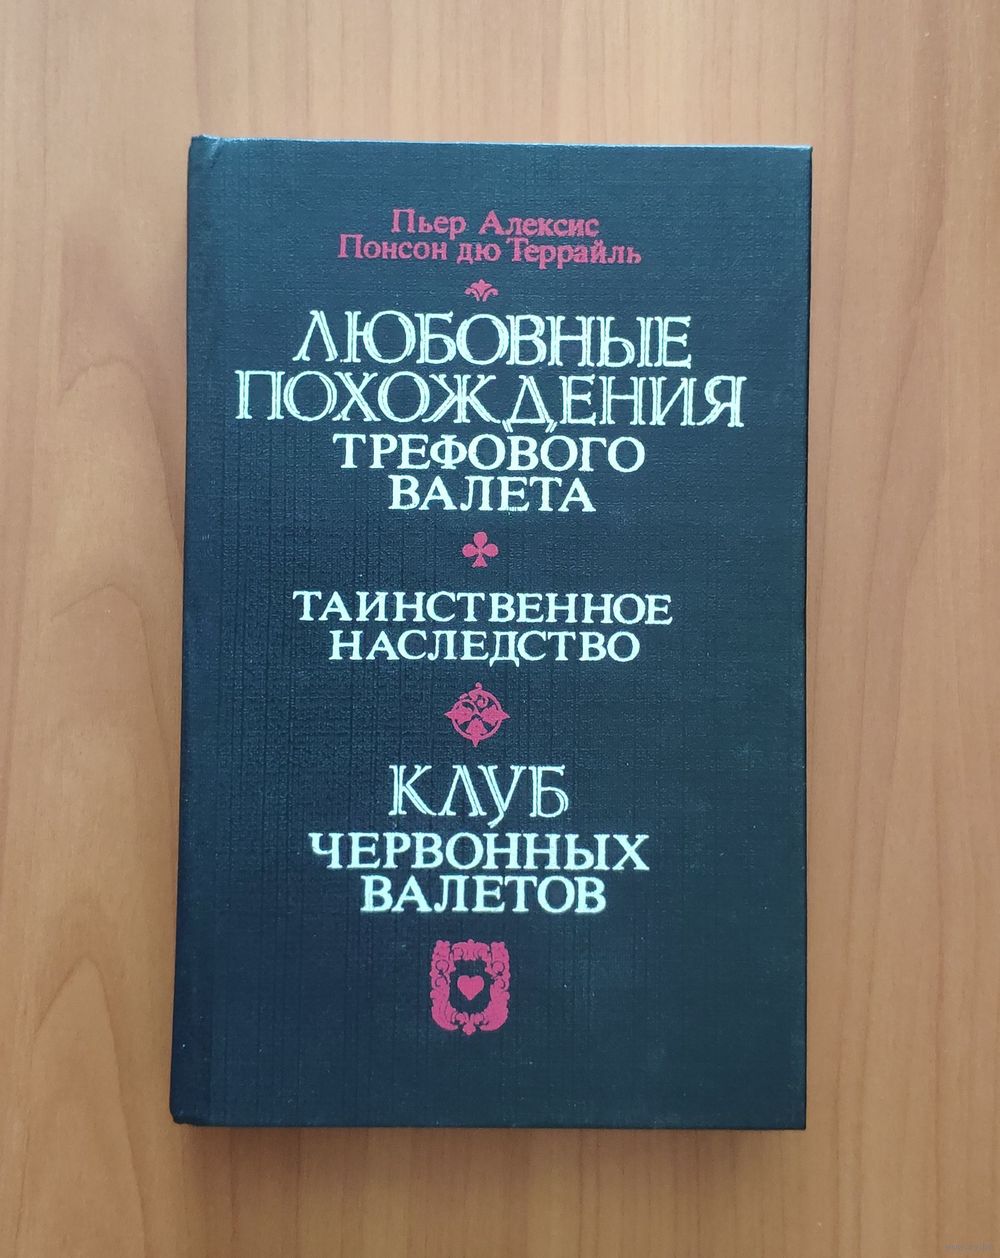 Пьер Алексис
Понсон дю Террайль
ЛЮБОВНЫЕ
ПОХОЖДЕНИЯ
ТРЕФОВОГО
ВАЛЕТА
ТАИНСТВЕННОЕ
НАСЛЕДСТВО
КЛУБ
ЧЕРВОННЫХ
ВАЛЕТОВ